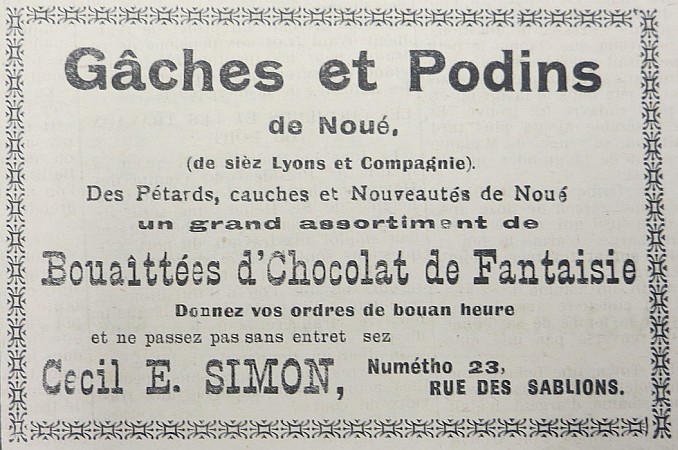 Gâches et Podins
de Noué.
(de sièz Lyons et Compagnie).
Des Pétards, cauches et Nouveautés de Noué
un grand assortiment de
Bouaîttées d'Chocolat de Fantaisie
Donnez vos ordres de bouan heure
et ne passez pas sans entret sez
Cecil E. SIMON,
Numétho 23,
RUE DES SABLIONS.